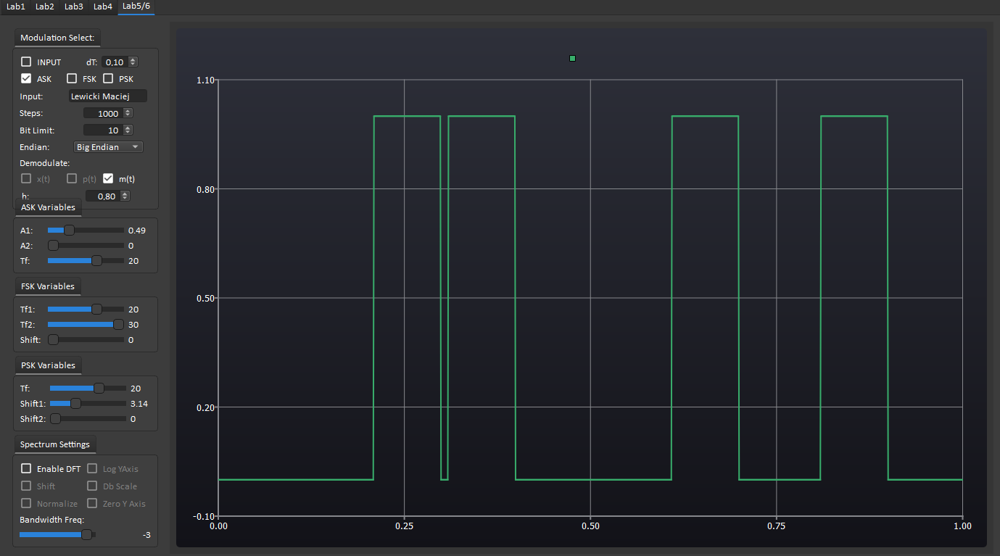 Lab1 Lab2 Lab3 Lab4 Lab5/6
Modulation Select:
INPUT dT: 0,10
ASK FSK PSK
Input: Lewicki Maciej
Steps: 1000
Bit Limit: 10
Endian: Big Endian
Demodulate:
x(t) p(t) m(t)
h: 0,80
ASK Variables
A1: 0.49
A2: 0
Tf: 20
FSK Variables
Tf1: 20
Tf2: 30
Shift: 0
PSK Variables
Tf: 20
Shift1: 3.14
Shift2: 0
Spectrum Settings
Enable DFT Log YAxis
Shift Db Scale
Normalize Zero Y Axis
Bandwidth Freq:
-3
1.10
0.80
0.50
0.20
-0.10
0.00 0.25 0.50 0.75 1.00